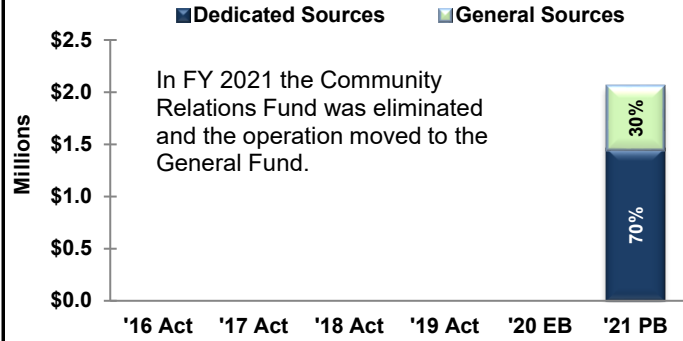 Dedicated Sources General Sources
$2.5
$2.0
$1.5
$1.0
$0.5
$0.0
Millions
In FY 2021 the Community
Relations Fund was eliminated
and the operation moved to the
General Fund.
30%
70%
'16 Act '17 Act '18 Act '19 Act '20 EB '21 PB